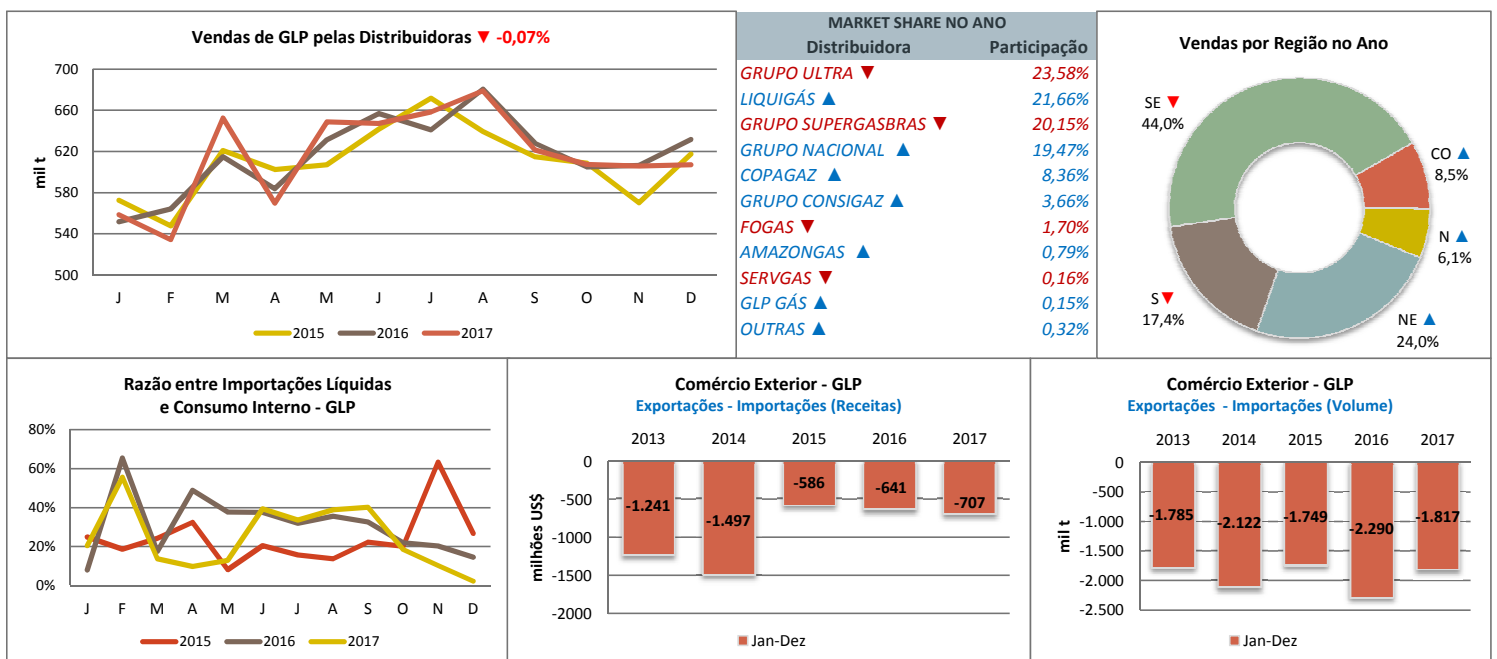 Vendas de GLP pelas Distribuidoras ▼ -0,07%
mil t
700
660
620
580
540
500
J F M A M J J A S O N D
2015 2016 2017
MARKET SHARE NO ANO
Distribuidora Participação
GRUPO ULTRA ▼ 23,58%
LIQUIGÁS ▲ 21,66%
GRUPO SUPERGASBRAS ▼ 20,15%
GRUPO NACIONAL ▲ 19,47%
COPAGAZ ▲ 8,36%
GRUPO CONSIGAZ ▲ 3,66%
FOGAS ▼ 1,70%
AMAZONGAS ▲ 0,79%
SERVGAS ▼ 0,16%
GLP GÁS ▲ 0,15%
OUTRAS ▲ 0,32%
Vendas por Região no Ano
SE ▼
44,0%
CO ▲
8,5%
N ▲
6,1%
NE ▲
24,0%
S ▼
17,4%
Razão entre Importações Líquidas
e Consumo Interno - GLP
80%
60%
40%
20%
0%
J F M A M J J A S O N D
2015 2016 2017
Comércio Exterior - GLP
Exportações - Importações (Receitas)
2013 2014 2015 2016 2017
milhões US$
0
-500
-1000
-1500
-2000
-1.241
-1.497
-586
-641
-707
Jan-Dez
Comércio Exterior - GLP
Exportações - Importações (Volume)
2013 2014 2015 2016 2017
mil t
0
-500
-1.000
-1.500
-2.000
-2.500
-1.785
-2.122
-1.749
-2.290
-1.817
Jan-Dez